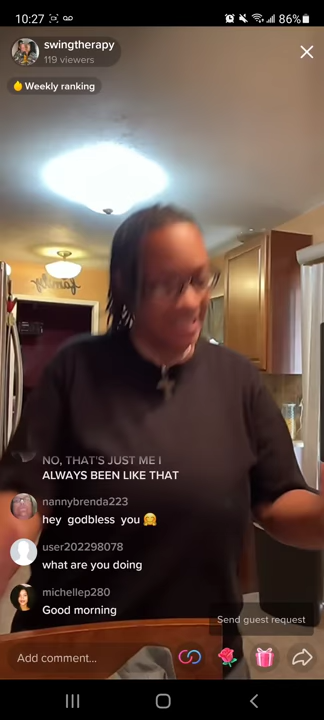 10:27
86%
swingtherapy
119 viewers
Weekly ranking
family
NO, THAT'S JUST ME I
ALWAYS BEEN LIKE THAT
nannybrenda223
hey godbless you 🤗
user202298078
what are you doing
michellep280
Good morning
Send guest request
Add comment...